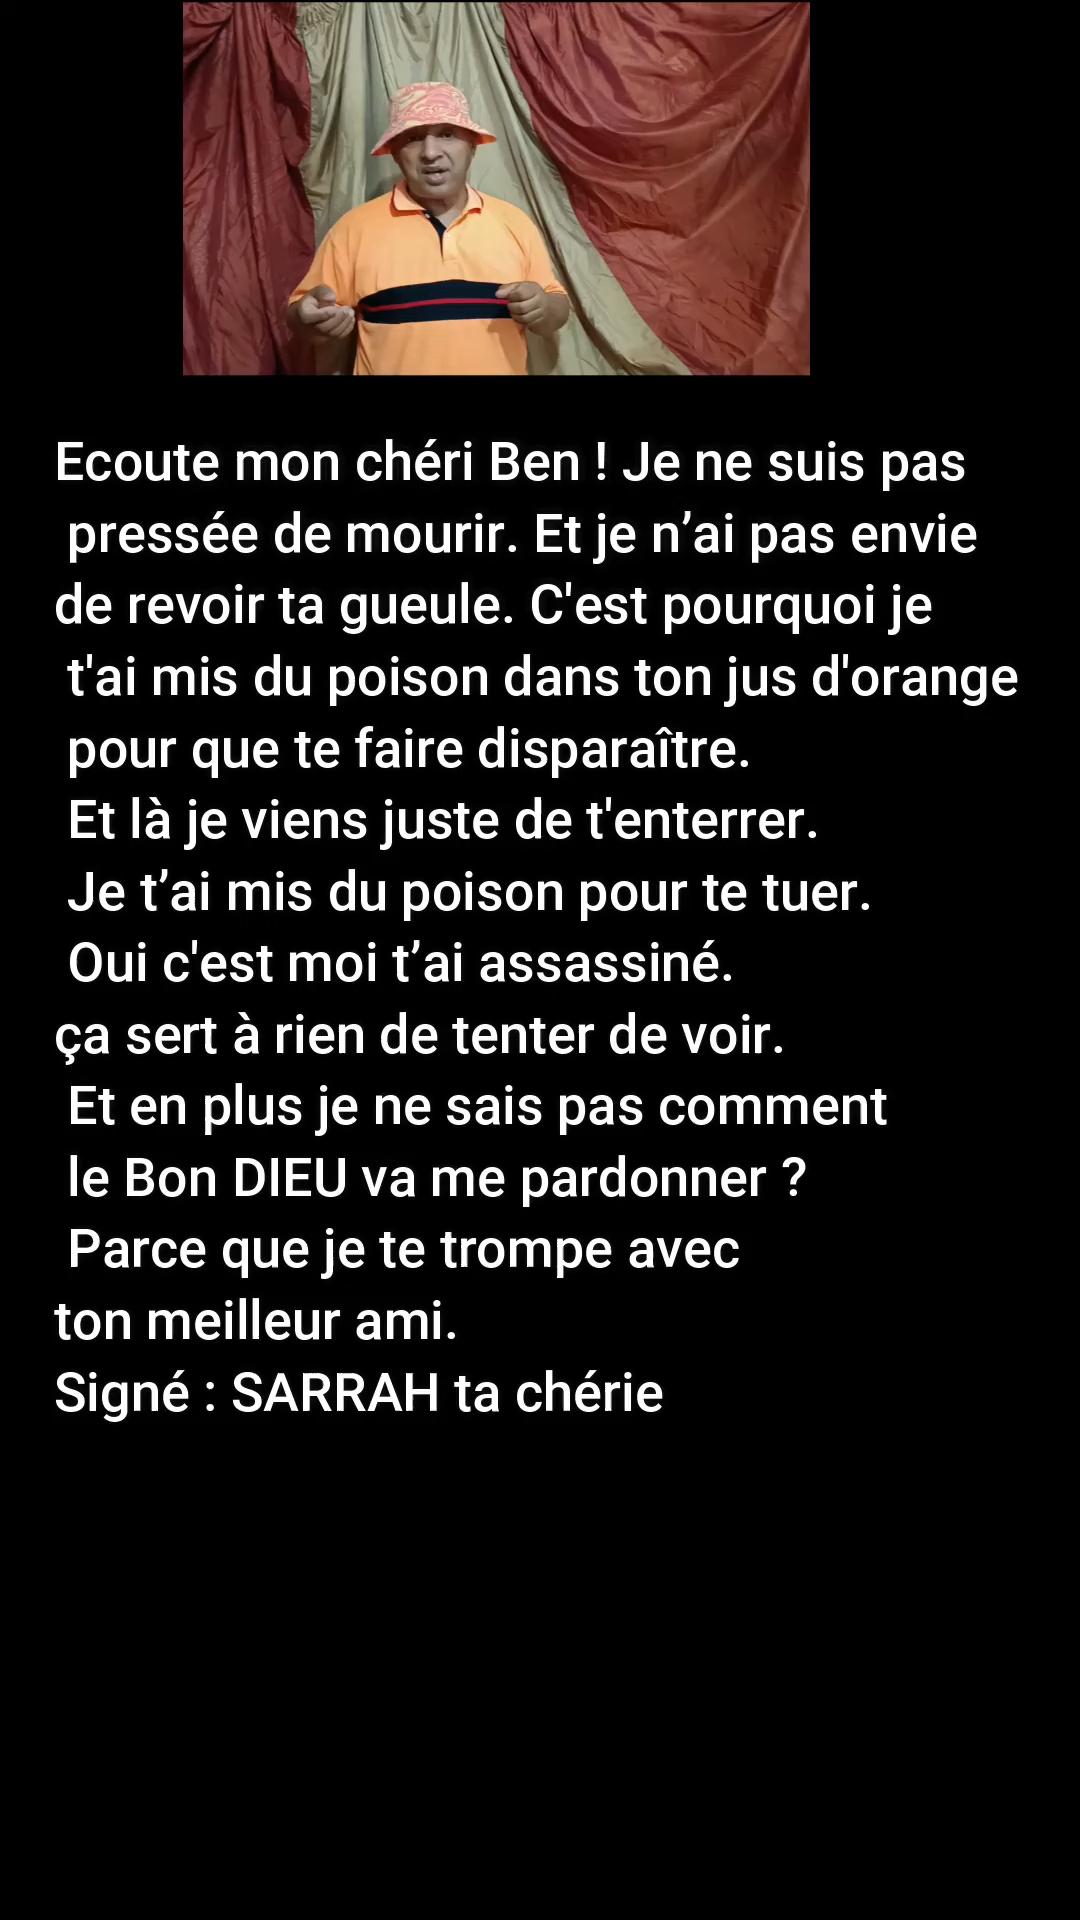 Ecoute mon chéri Ben ! Je ne suis pas
pressée de mourir. Et je n’ai pas envie
de revoir ta gueule. C'est pourquoi je
t'ai mis du poison dans ton jus d'orange
pour que te faire disparaître.
Et là je viens juste de t'enterrer.
Je t’ai mis du poison pour te tuer.
Oui c'est moi t’ai assassiné.
ça sert à rien de tenter de voir.
Et en plus je ne sais pas comment
le Bon DIEU va me pardonner ?
Parce que je te trompe avec
ton meilleur ami.
Signé : SARRAH ta chérie